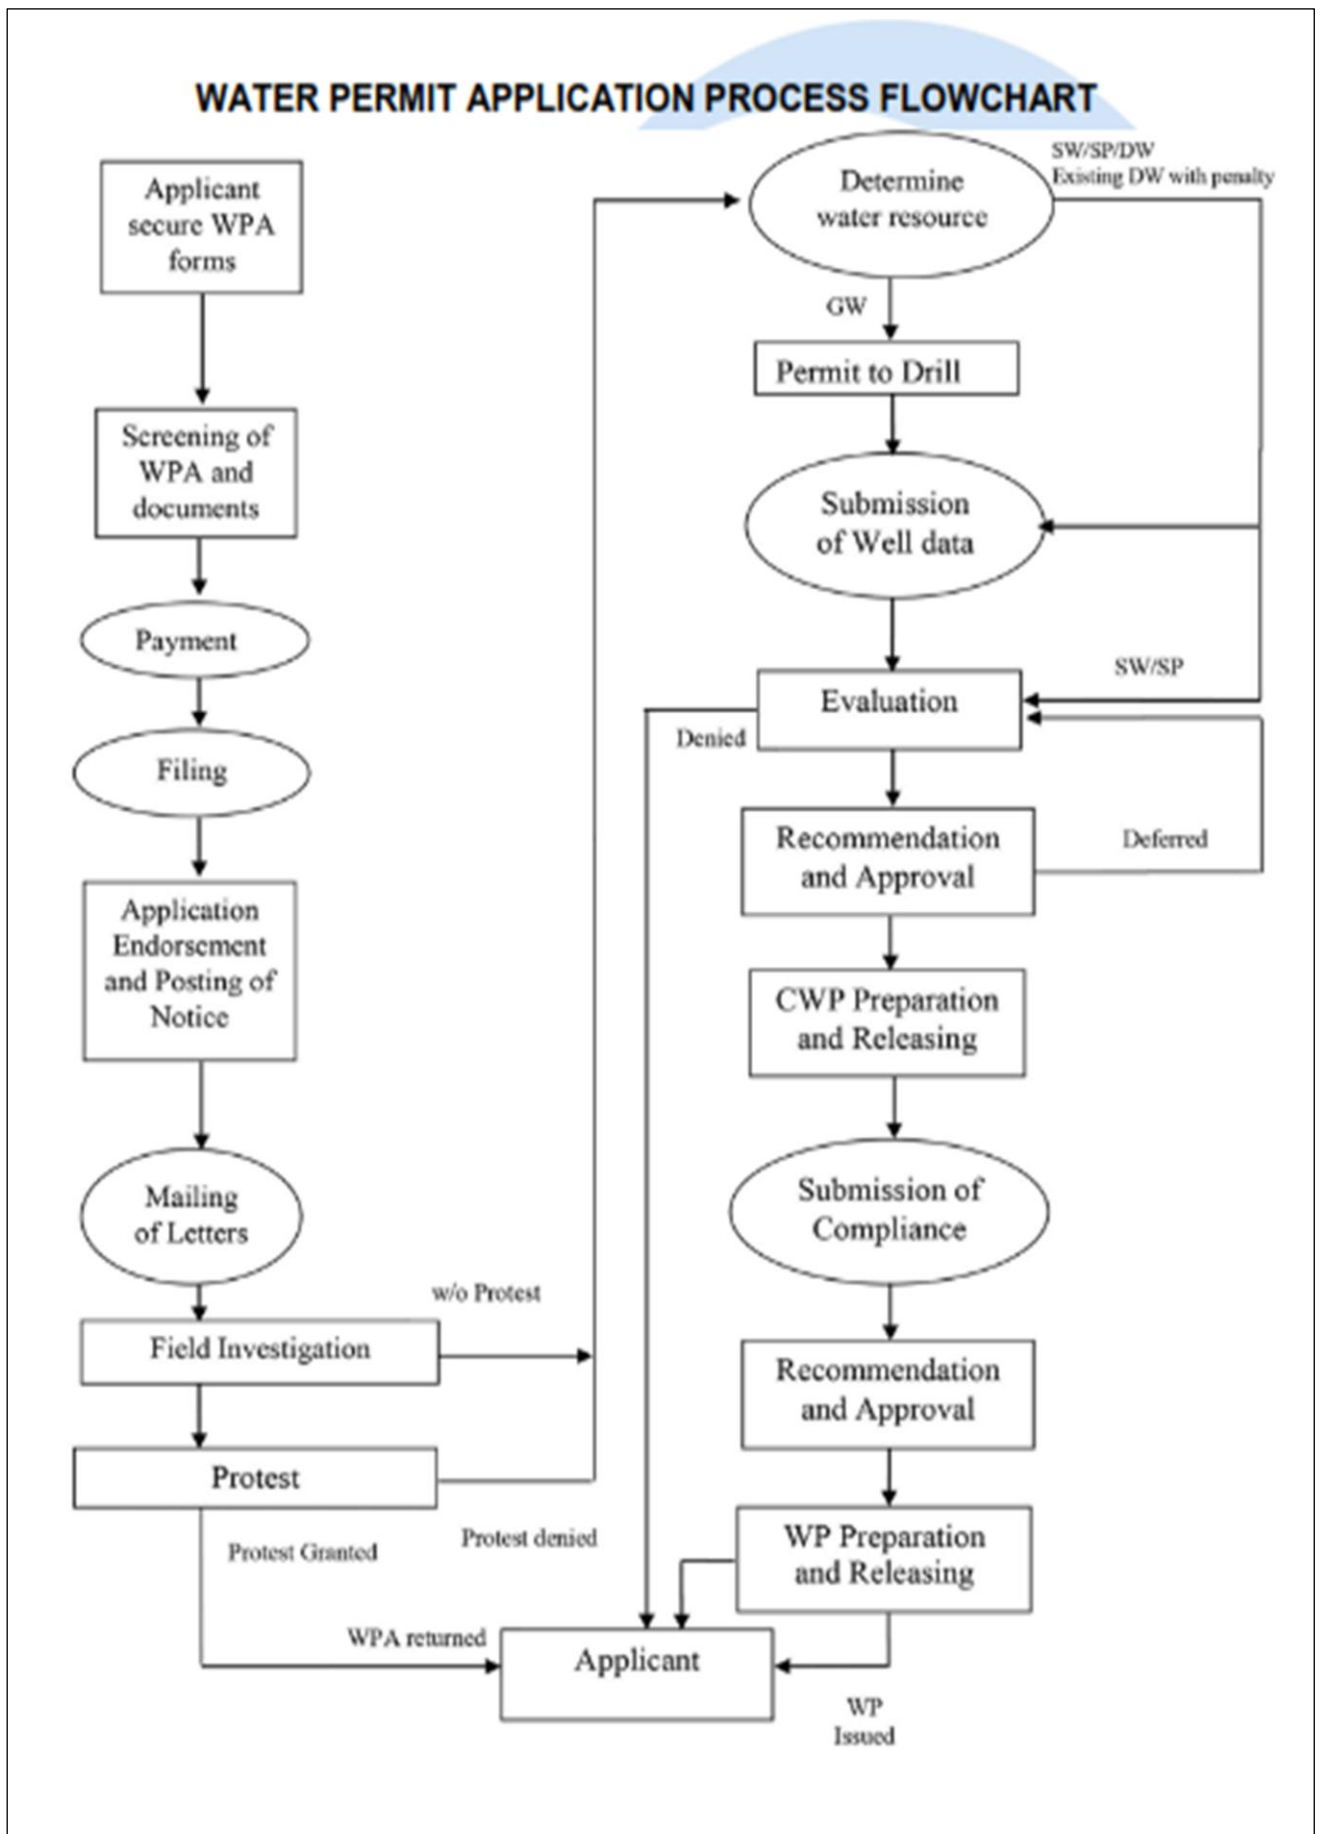 WATER PERMIT APPLICATION PROCESS FLOWCHART
Applicant
secure WPA
forms
Screening of
WPA and
documents
Payment
Filing
Application
Endorsement
and Posting of
Notice
Mailing
of Letters
w/o Protest
Field Investigation
Protest
Protest Granted
Protest denied
WPA returned
Determine
water resource
SW/SP/DW
Existing DW with penalty
GW
Permit to Drill
Submission
of Well data
SW/SP
Evaluation
Denied
Recommendation
and Approval
Deferred
CWP Preparation
and Releasing
Submission of
Compliance
Recommendation
and Approval
WP Preparation
and Releasing
Applicant
WP
Issued